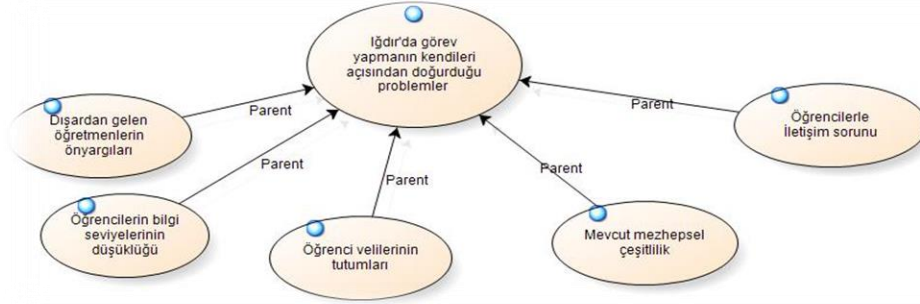 Iğdır'da görev
yapmanın kendileri
açısından doğurduğu
problemler
Parent
Parent
Parent
Parent
Parent
Dışardan gelen
öğretmenlerin
önyargıları
Öğrencilerle
İletişim sorunu
Öğrencilerin bilgi
seviyelerinin
düşüklüğü
Öğrenci velilerinin
tutumları
Mevcut mezhepsel
çeşitlilik